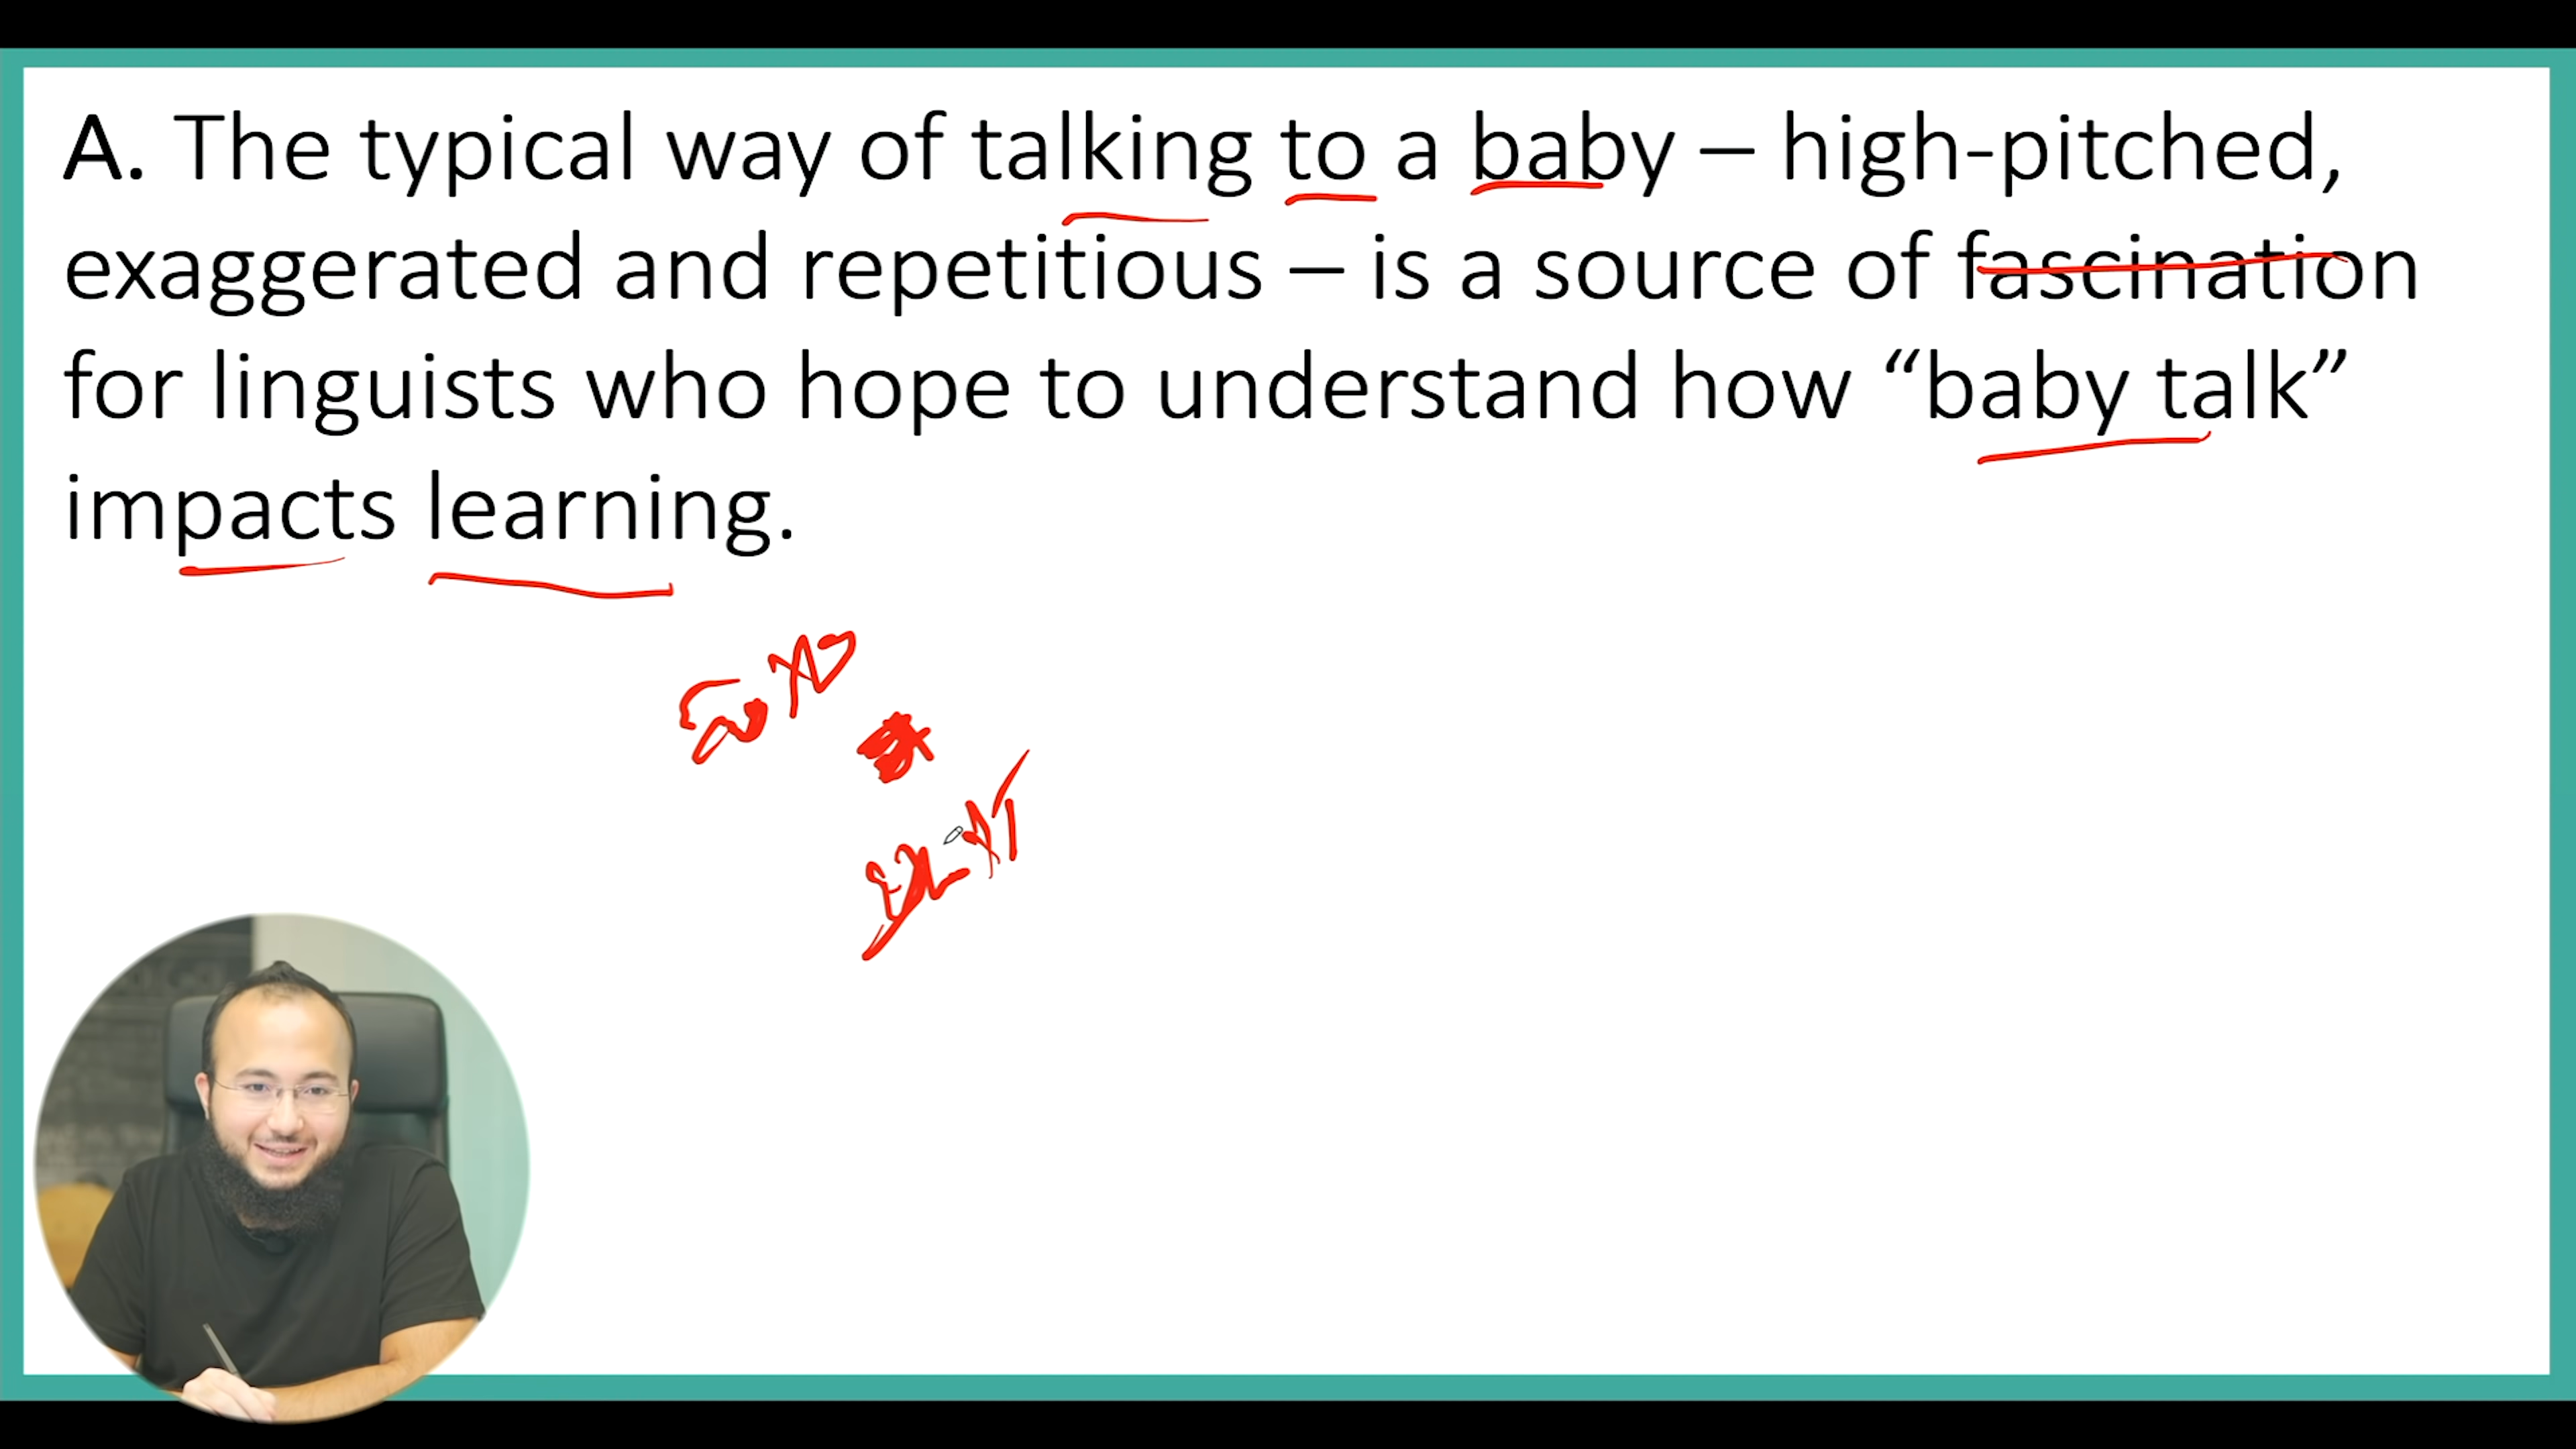 A. The typical way of talking to a baby – high-pitched,
exaggerated and repetitious – is a source of fascination
for linguists who hope to understand how “baby talk”
impacts learning.